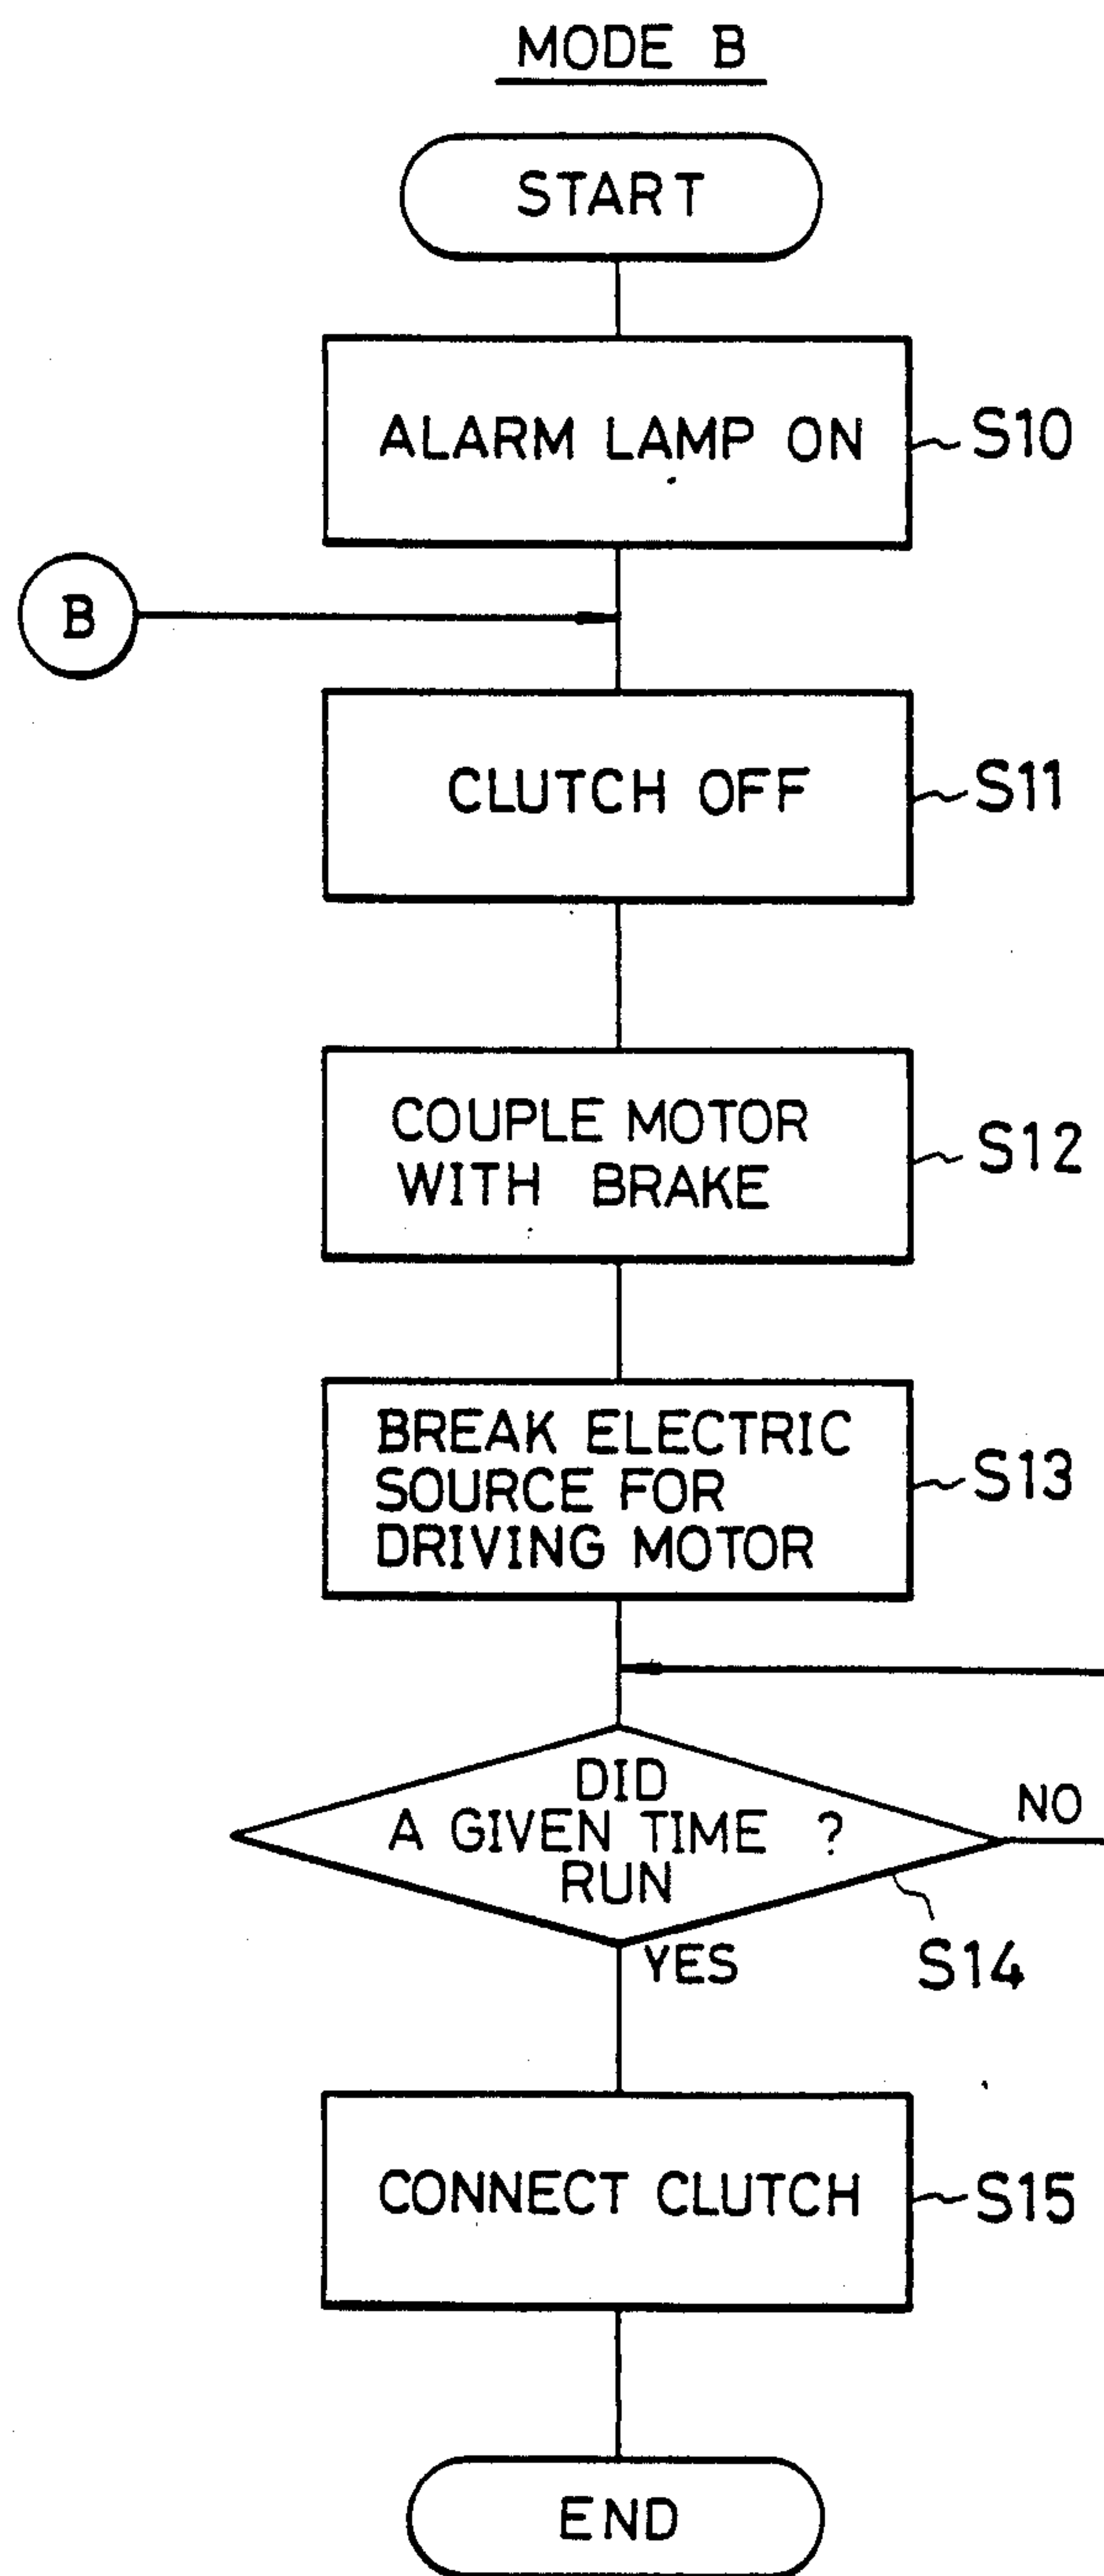 MODE B
START
ALARM LAMP ON
S10
B
CLUTCH OFF
S11
COUPLE MOTOR
WITH BRAKE
S12
BREAK ELECTRIC
SOURCE FOR
DRIVING MOTOR
S13
DID
A GIVEN TIME ?
RUN
NO
YES
S14
CONNECT CLUTCH
S15
END